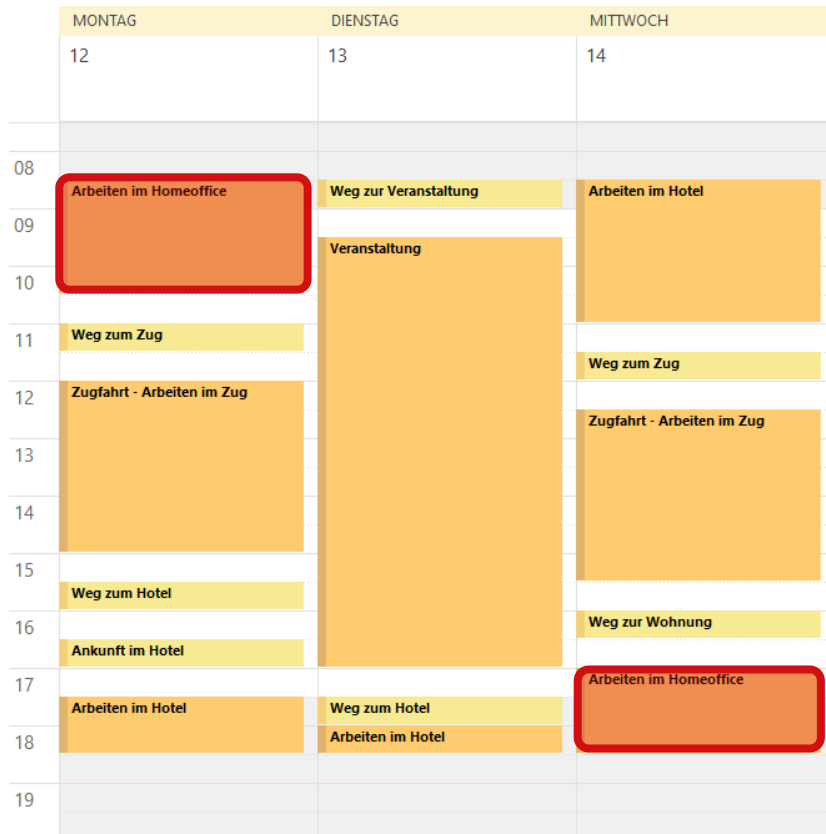 MONTAG
DIENSTAG
MITTWOCH
12
13
14
08
Arbeiten im Homeoffice
Weg zur Veranstaltung
Arbeiten im Hotel
09
Veranstaltung
10
11
Weg zum Zug
Weg zum Zug
12
Zugfahrt - Arbeiten im Zug
Zugfahrt - Arbeiten im Zug
13
14
15
Weg zum Hotel
16
Weg zur Wohnung
Ankunft im Hotel
17
Arbeiten im Homeoffice
Arbeiten im Hotel
Weg zum Hotel
18
Arbeiten im Hotel
19